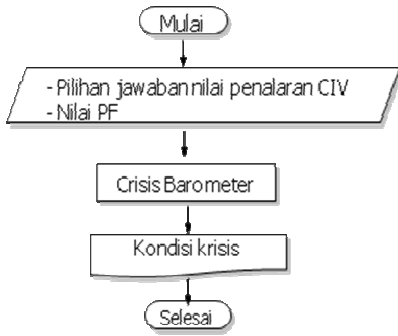 Mulai
- Pilihan jawaban nilai penalaran CIV
- Nilai PF
Crisis Barometer
Kondisi krisis
Selesai